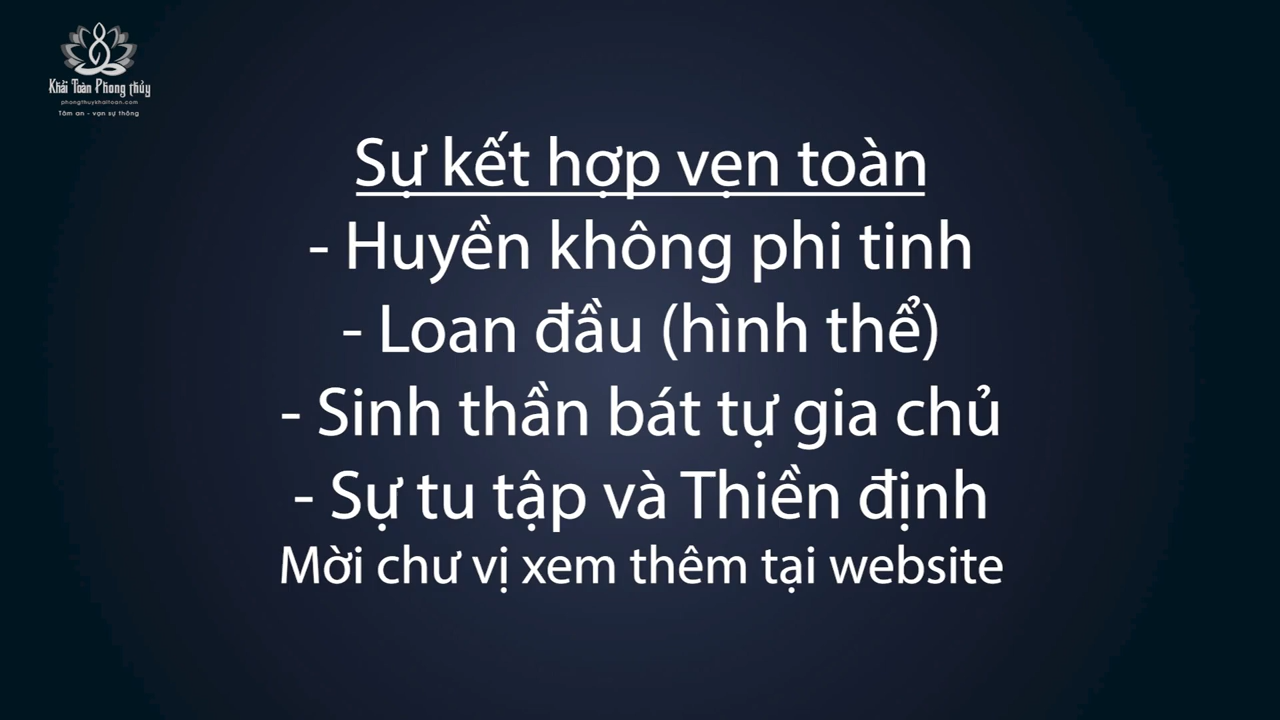 Khải Toàn Phong thủy
phongthuykhaitoan.com
Tâm an - vạn sự thông
Sự kết hợp vẹn toàn
- Huyền không phi tinh
- Loan đầu (hình thể)
- Sinh thần bát tự gia chủ
- Sự tu tập và Thiền định
Mời chư vị xem thêm tại website